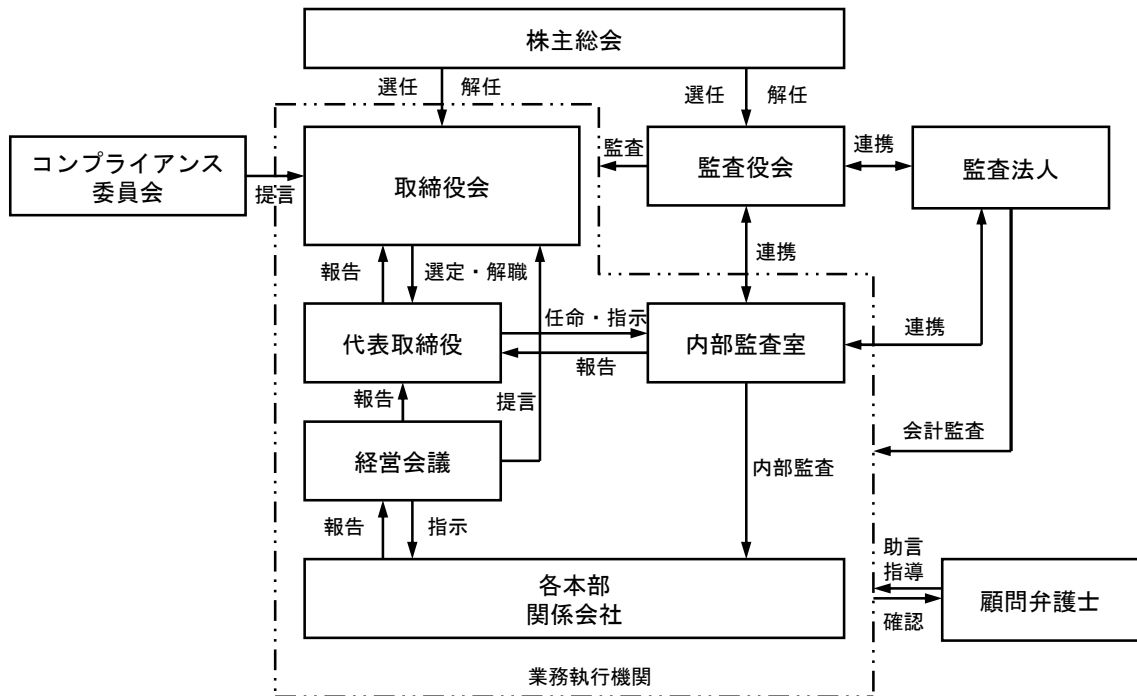 株主総会
選任
解任
選任
解任
コンプライアンス
委員会
提言
取締役会
監査
監査役会
連携
監査法人
報告
選定・解職
連携
代表取締役
任命・指示
報告
内部監査室
連携
報告
提言
経営会議
会計監査
内部監査
報告
指示
各本部
関係会社
助言
指導
確認
顧問弁護士
業務執行機関